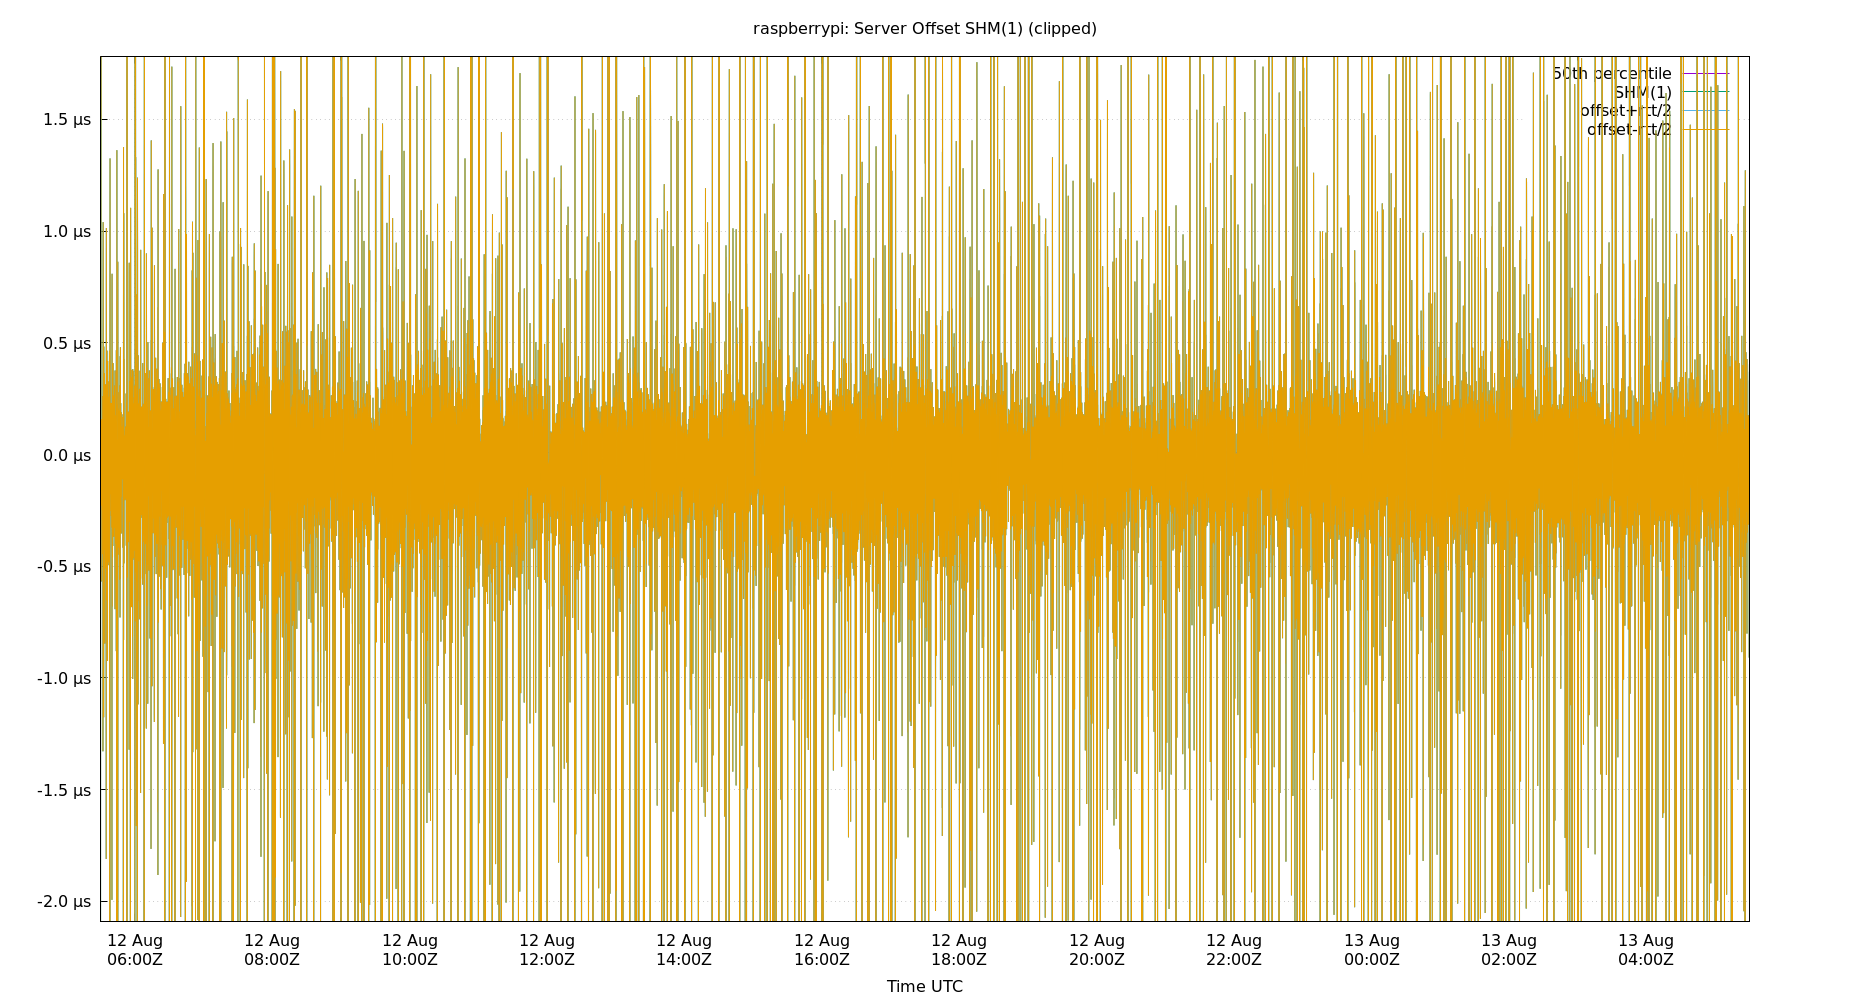 raspberrypi: Server Offset SHM(1) (clipped)
50th percentile
SHM(1)
offset+rtt/2
offset-rtt/2
1.5 µs
1.0 µs
0.5 µs
0.0 µs
-0.5 µs
-1.0 µs
-1.5 µs
-2.0 µs
12 Aug 12 Aug 12 Aug 12 Aug 12 Aug 12 Aug 12 Aug 12 Aug 12 Aug 13 Aug 13 Aug 13 Aug
06:00Z 08:00Z 10:00Z 12:00Z 14:00Z 16:00Z 18:00Z 20:00Z 22:00Z 00:00Z 02:00Z 04:00Z
Time UTC